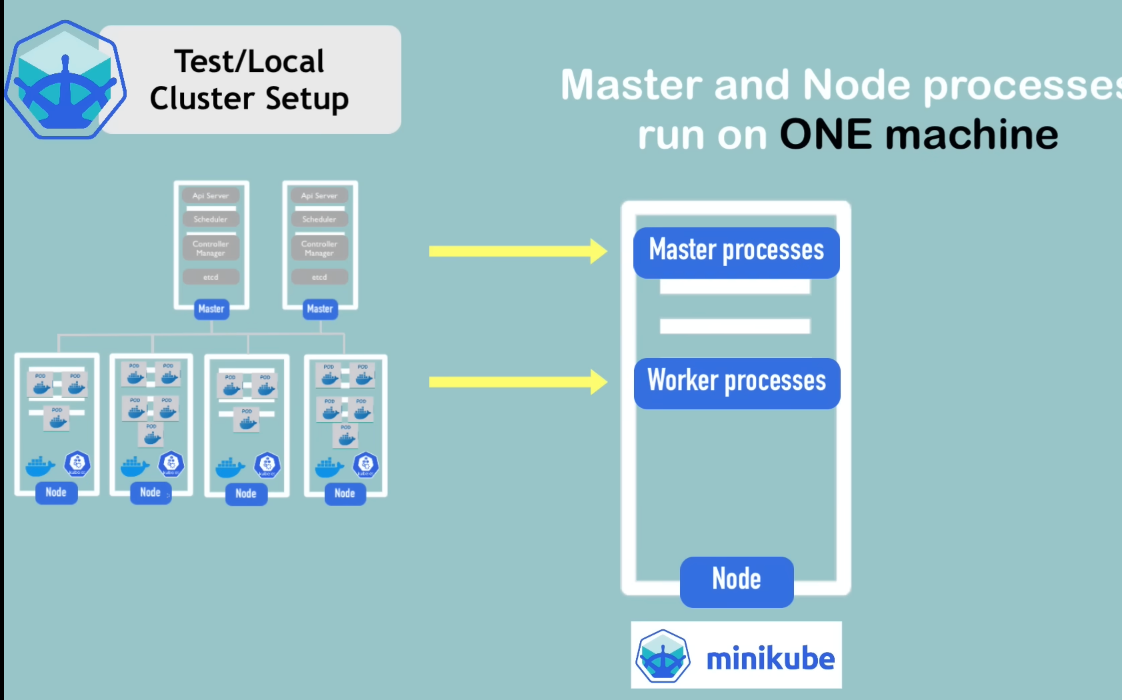 Test/Local
Cluster Setup
Master and Node processes
run on ONE machine
Api Server
Scheduler
Controller
Manager
etcd
Master
Api Server
Scheduler
Controller
Manager
etcd
Master
POD
POD
POD
Node
POD
POD
POD
POD
POD
Node
POD
POD
POD
Node
POD
POD
POD
POD
POD
Node
Master processes
Worker processes
Node
minikube